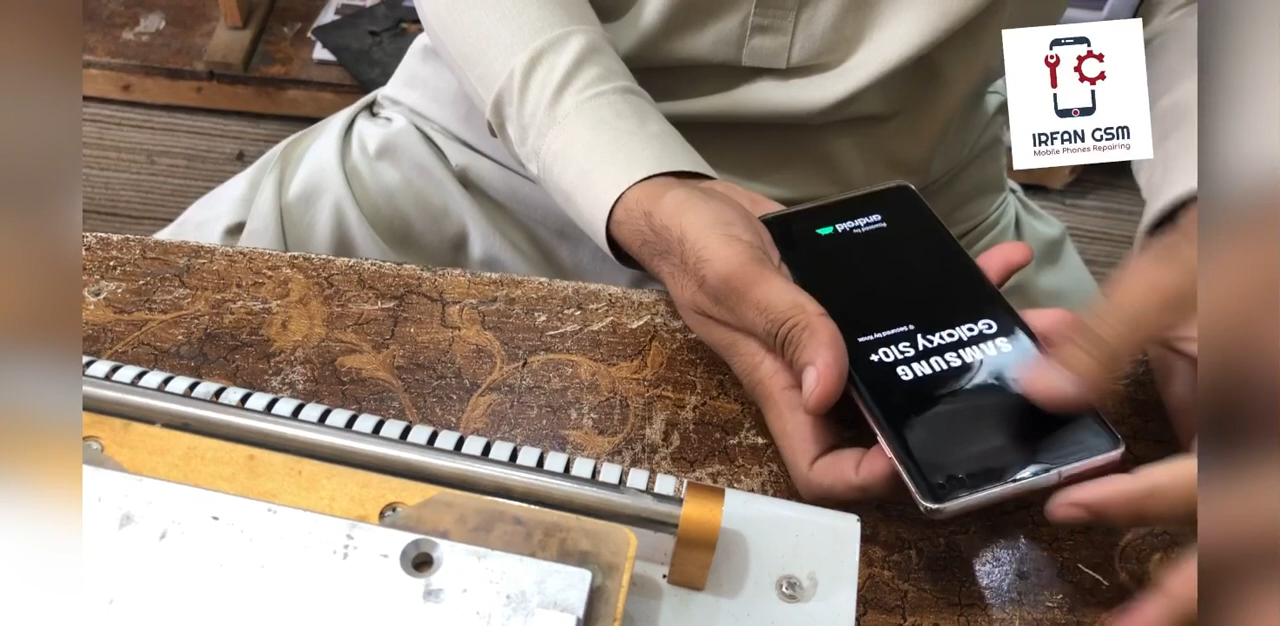 IRFAN GSM
Mobile Phones Repairing
SAMSUNG
Galaxy S10+
Secured by Knox
Powered by
android